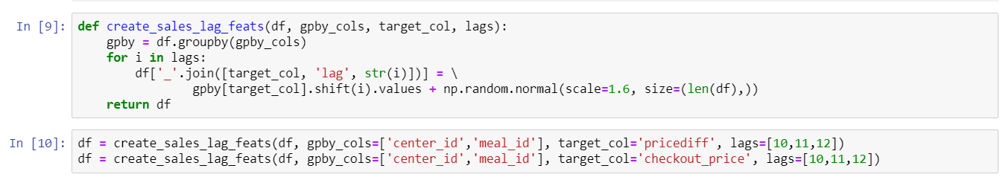 In [9]: def create_sales_lag_feats(df, gpby_cols, target_col, lags):
    gpby = df.groupby(gpby_cols)
    for i in lags:
        df['_'.join([target_col, 'lag', str(i)])] = \
                gpby[target_col].shift(i).values + np.random.normal(scale=1.6, size=(len(df),))
    return df
In [10]: df = create_sales_lag_feats(df, gpby_cols=['center_id','meal_id'], target_col='pricediff', lags=[10,11,12])
df = create_sales_lag_feats(df, gpby_cols=['center_id','meal_id'], target_col='checkout_price', lags=[10,11,12])